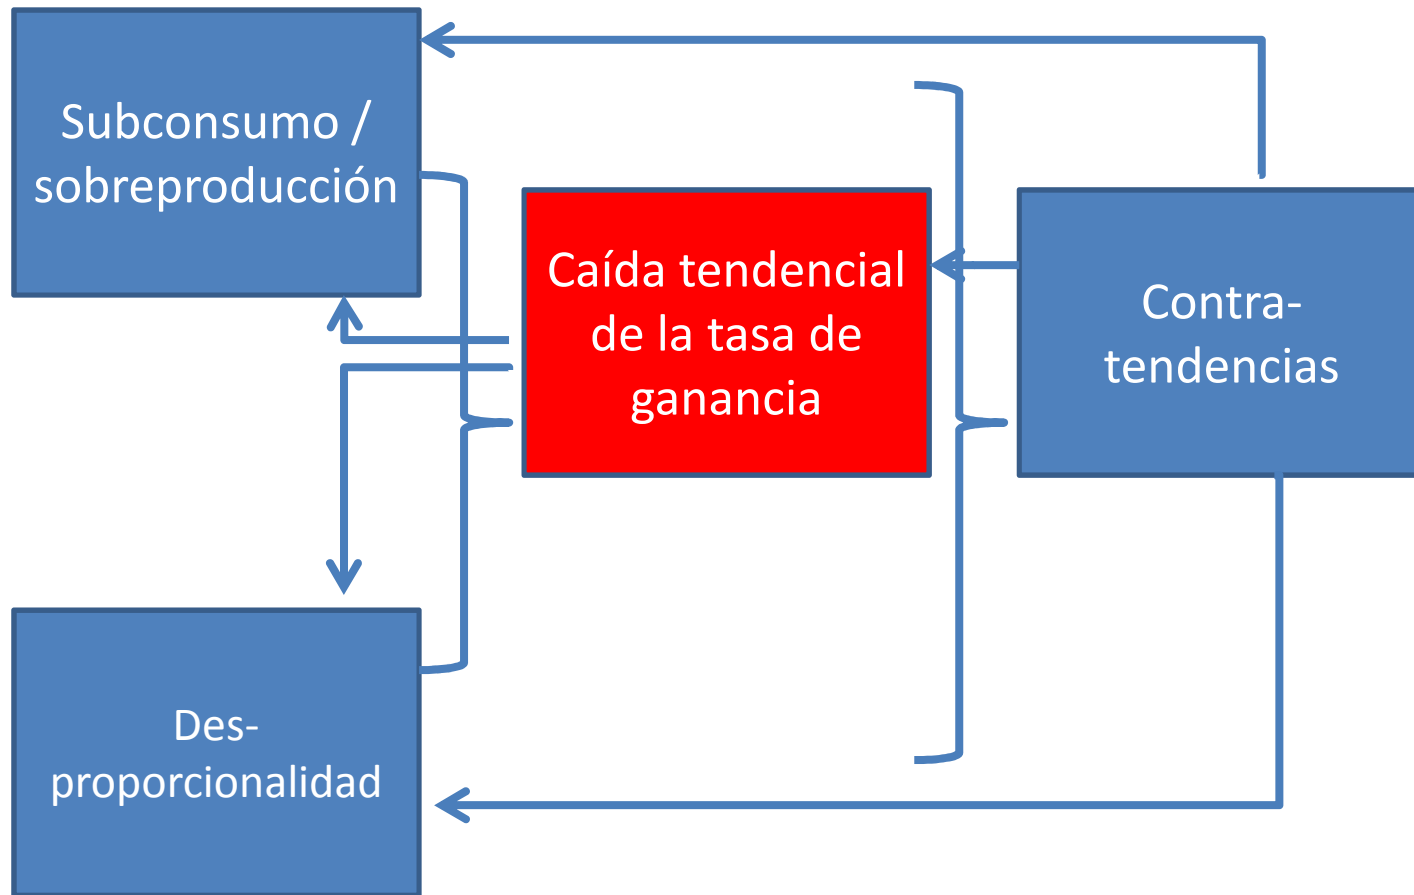 Subconsumo /
sobreproducción
Caída tendencial
de la tasa de
ganancia
Contra-
tendencias
Des-
proporcionalidad